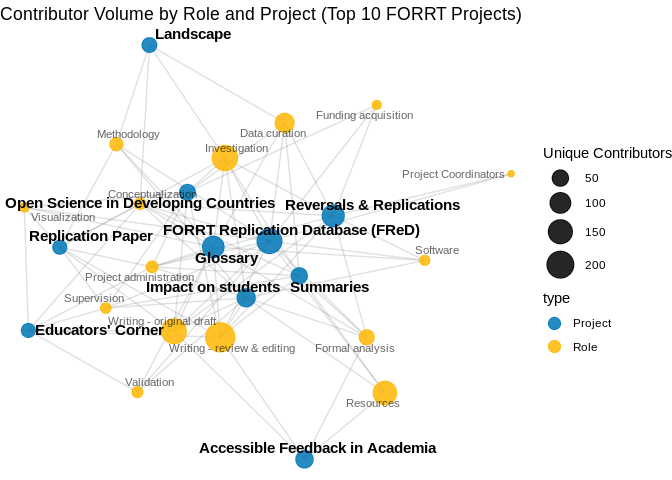 Contributor Volume by Role and Project (Top 10 FORRT Projects)
Landscape
Funding acquisition
Methodology
Data curation
Investigation
Project Coordinators
Conceptualization
Open Science in Developing Countries
Reversals & Replications
Visualization
FORRT Replication Database (FReD)
Replication Paper
Software
Glossary
Project administration
Impact on students
Summaries
Supervision
Writing - original draft
Educators' Corner
Writing - review & editing
Formal analysis
Validation
Resources
Accessible Feedback in Academia
Unique Contributors
50
100
150
200
type
Project
Role